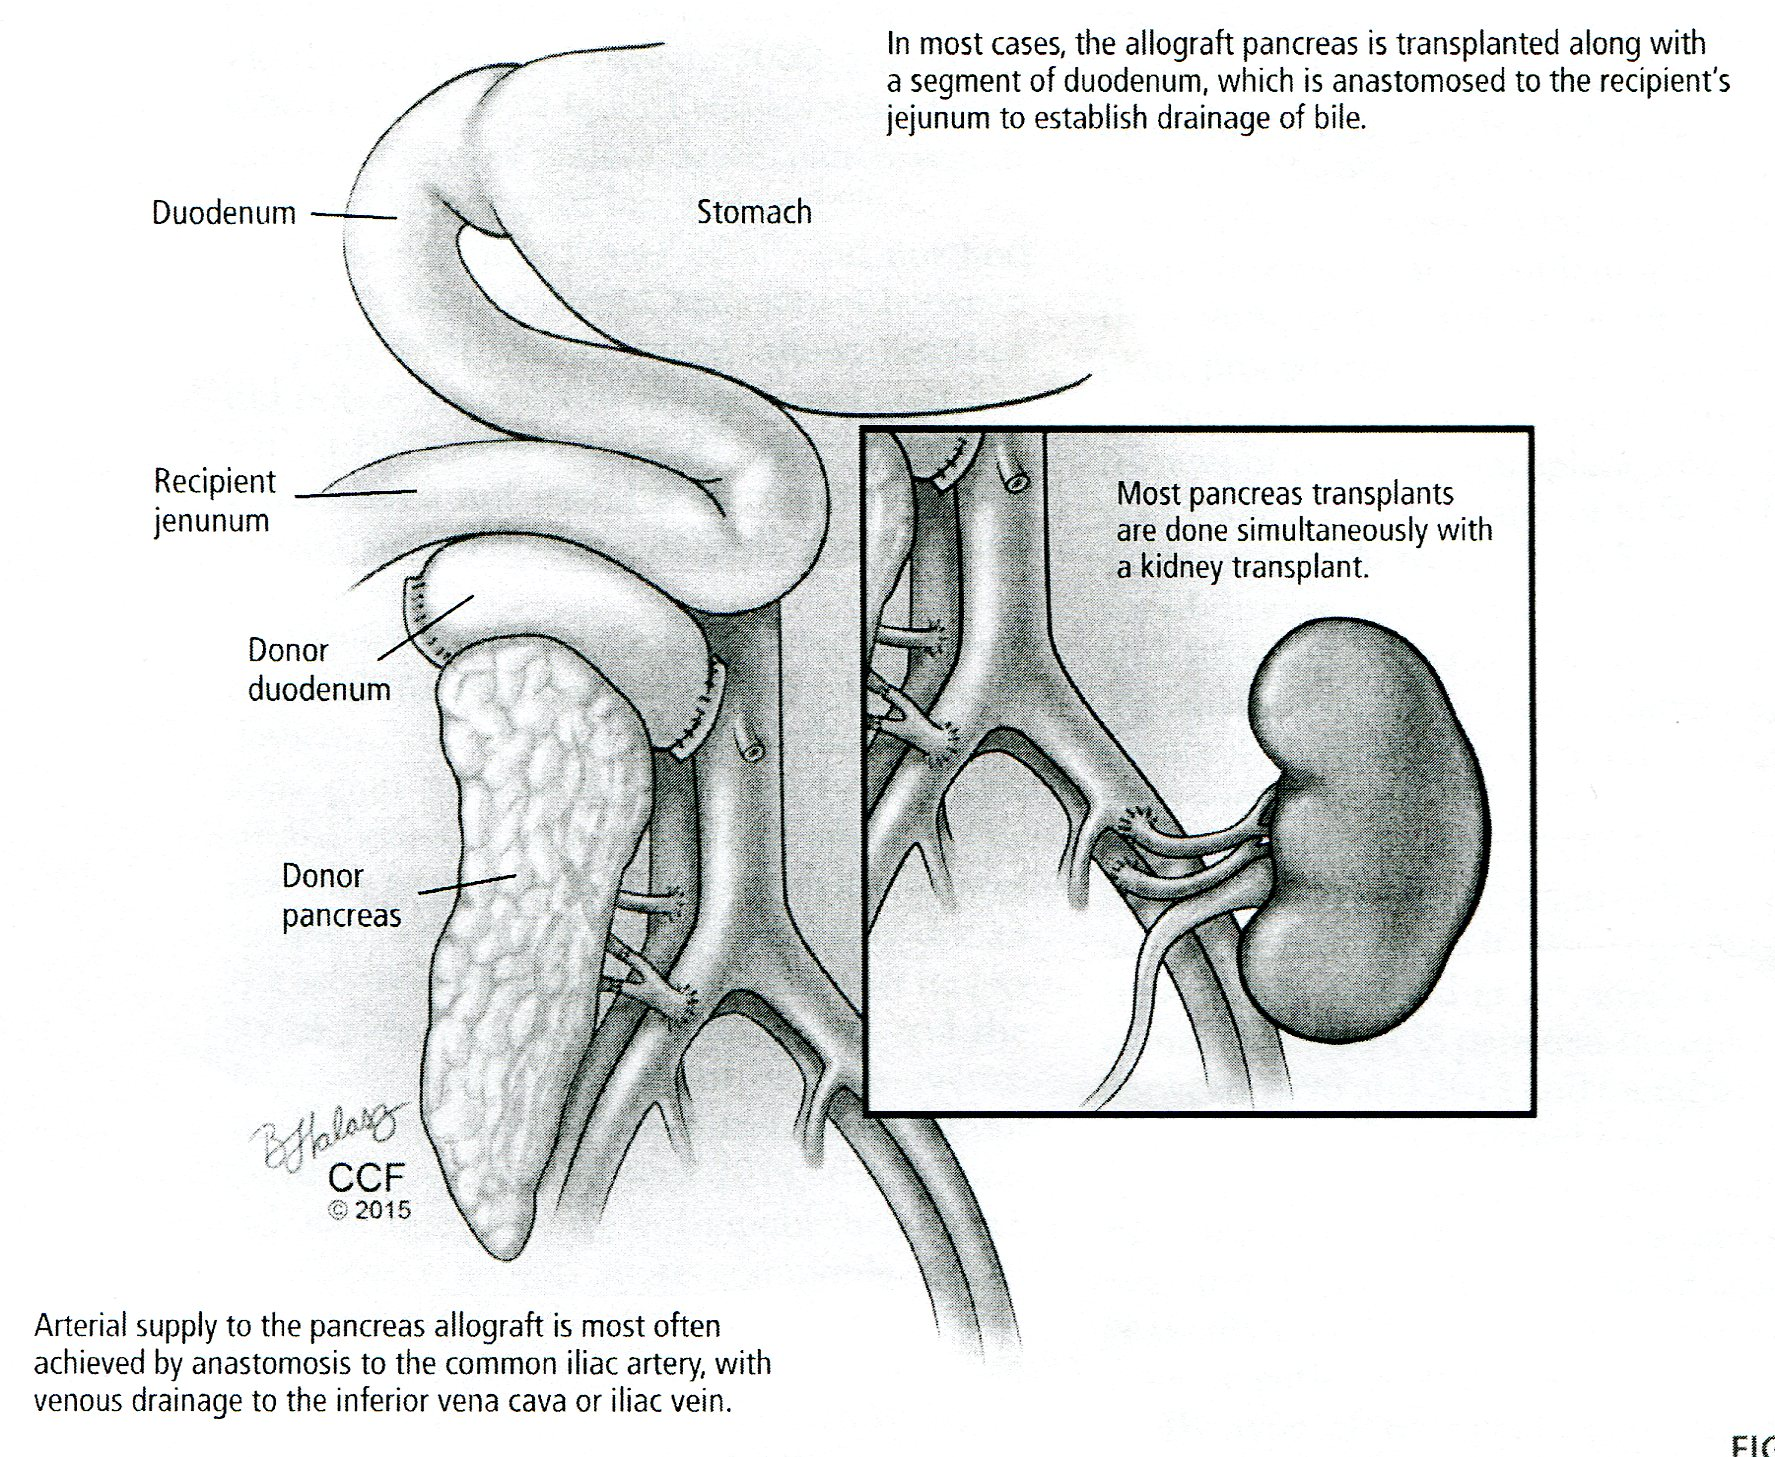 In most cases, the allograft pancreas is transplanted along with
a segment of duodenum, which is anastomosed to the recipient's
jejunum to establish drainage of bile.
Duodenum
Stomach
Recipient
jenunum
Most pancreas transplants
are done simultaneously with
a kidney transplant.
Donor
duodenum
Donor
pancreas
BHalasz
CCF
© 2015
Arterial supply to the pancreas allograft is most often
achieved by anastomosis to the common iliac artery, with
venous drainage to the inferior vena cava or iliac vein.